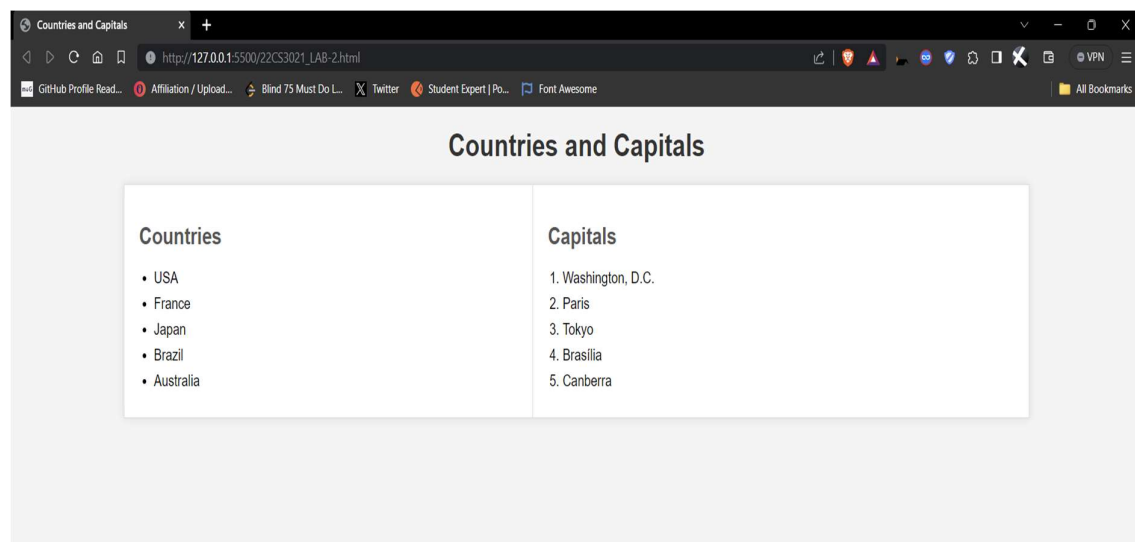 Countries and Capitals
http://127.0.0.1:5500/22CS3021_LAB-2.html
VPN
GitHub Profile Read... Affiliation / Upload... Blind 75 Must Do L... Twitter Student Expert | Po... Font Awesome All Bookmarks
Countries and Capitals
Countries
• USA
• France
• Japan
• Brazil
• Australia
Capitals
1. Washington, D.C.
2. Paris
3. Tokyo
4. Brasília
5. Canberra